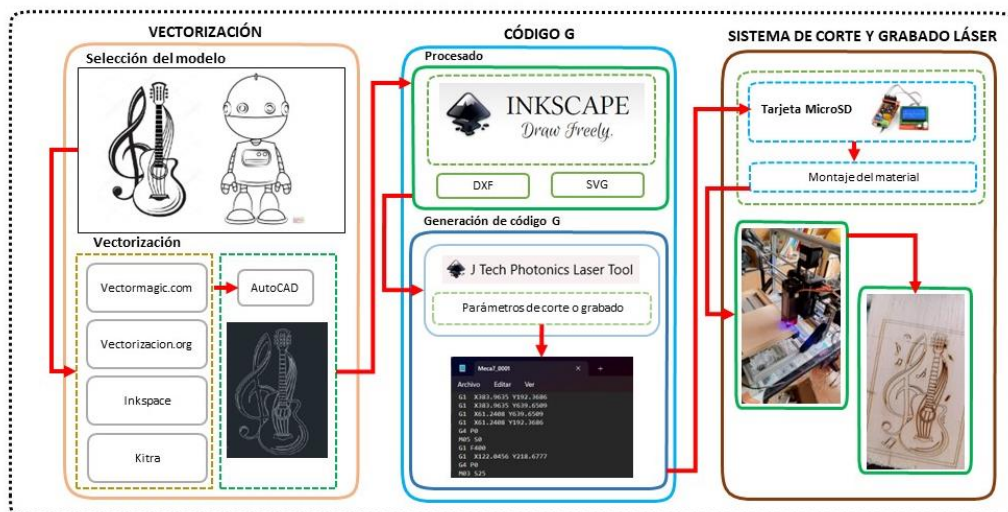 VECTORIZACIÓN
Selección del modelo
Vectorización
Vectormagic.com
AutoCAD
Vectorizacion.org
Inkspace
Kitra
CÓDIGO G
Procesado
INKSCAPE
Draw Freely.
DXF
SVG
Generación de código G
J Tech Photonics Laser Tool
Parámetros de corte o grabado
Meca7_0001
Archivo Editar Ver
G1 X383.9635 Y192.3686
G1 X383.9635 Y639.6509
G1 X61.2408 Y639.6509
G1 X61.2408 Y192.3686
G4 P0
M05 S0
G1 F400
G1 X122.0456 Y218.6777
G4 P0
M03 S25
SISTEMA DE CORTE Y GRABADO LÁSER
Tarjeta MicroSD
Montaje del material